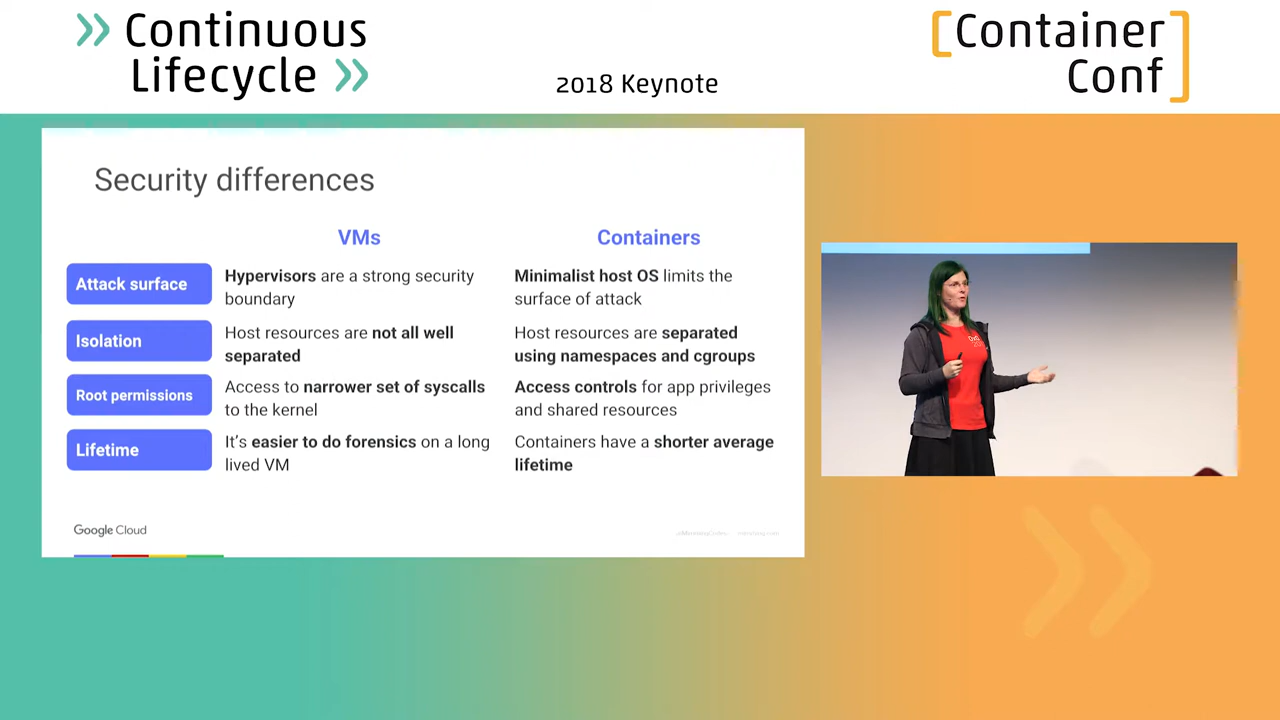 Continuous
Lifecycle
2018 Keynote
Container
Conf
Security differences
VMs
Containers
Attack surface
Hypervisors are a strong security
boundary
Minimalist host OS limits the
surface of attack
Isolation
Host resources are not all well
separated
Host resources are separated
using namespaces and cgroups
Root permissions
Access to narrower set of syscalls
to the kernel
Access controls for app privileges
and shared resources
Lifetime
It's easier to do forensics on a long
lived VM
Containers have a shorter average
lifetime
Google Cloud